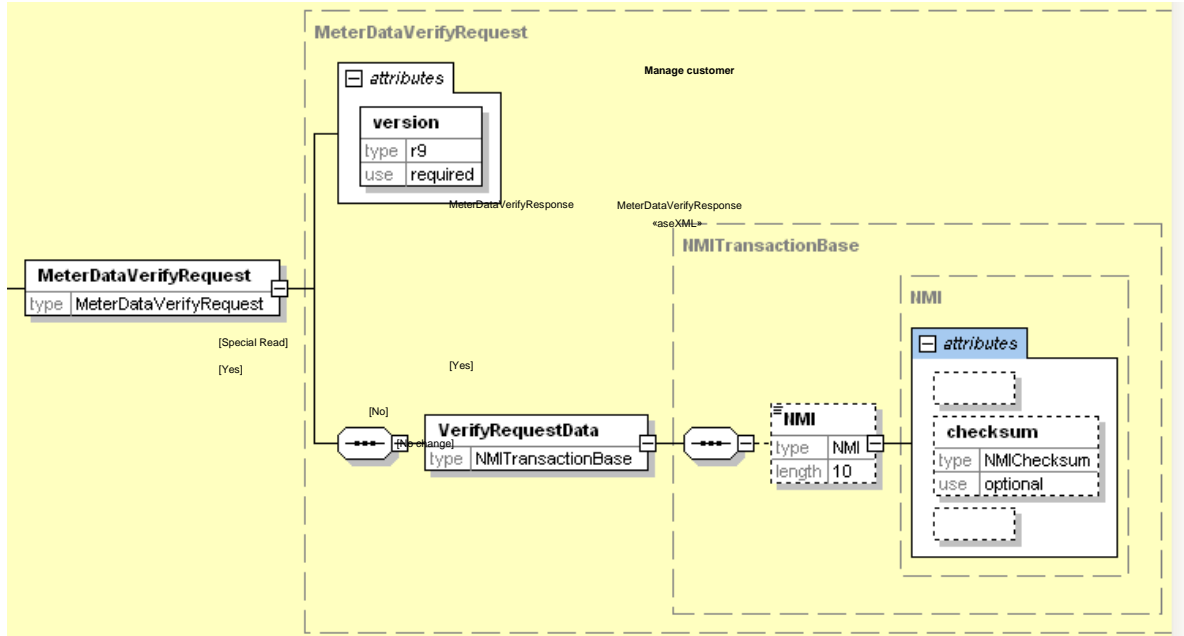 MeterDataVerifyRequest
Manage customer
attributes
version
type r9
use required
MeterDataVerifyResponse
MeterDataVerifyResponse
«aseXML»
NMITransactionBase
MeterDataVerifyRequest
type MeterDataVerifyRequest
NMI
[Special Read]
attributes
[Yes]
[Yes]
[No]
NMI
VerifyRequestData
checksum
[No change]
type NMITransactionBase
type NMI
length 10
type NMIChecksum
use optional